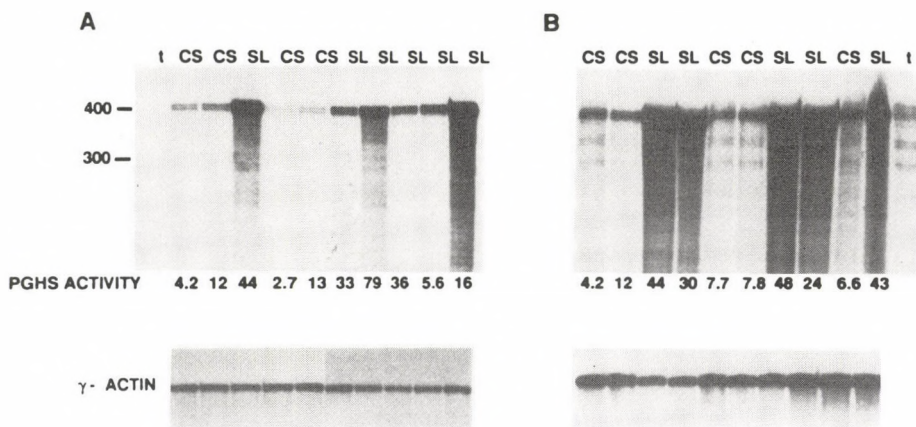 A
t CS CS SL CS CS SL SL SL SL SL
400
300
PGHS ACTIVITY 4.2 12 44 2.7 13 33 79 36 5.6 16
γ- ACTIN
B
CS CS SL SL CS CS SL SL CS SL t
4.2 12 44 30 7.7 7.8 48 24 6.6 43